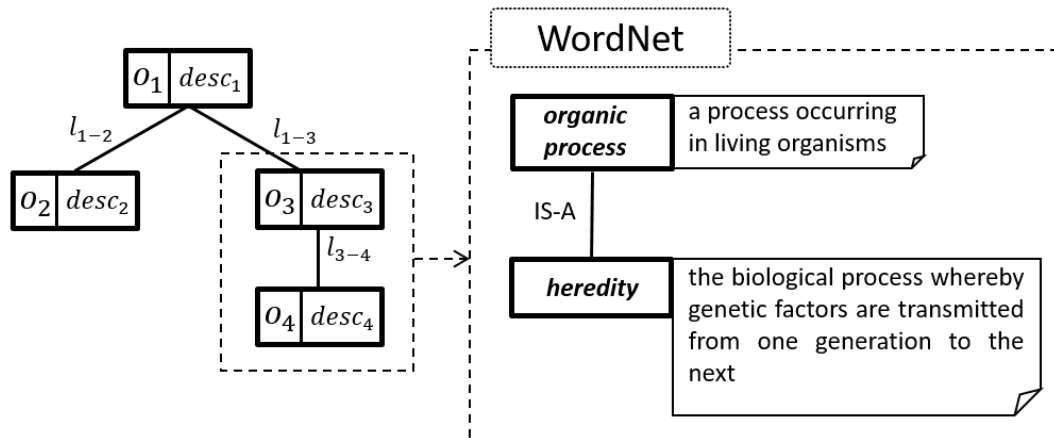 WordNet
O₁ desc₁
l₁₋₂
l₁₋₃
O₂ desc₂
O₃ desc₃
l₃₋₄
O₄ desc₄
organic
process
a process occurring
in living organisms
IS-A
heredity
the biological process whereby
genetic factors are transmitted
from one generation to the
next